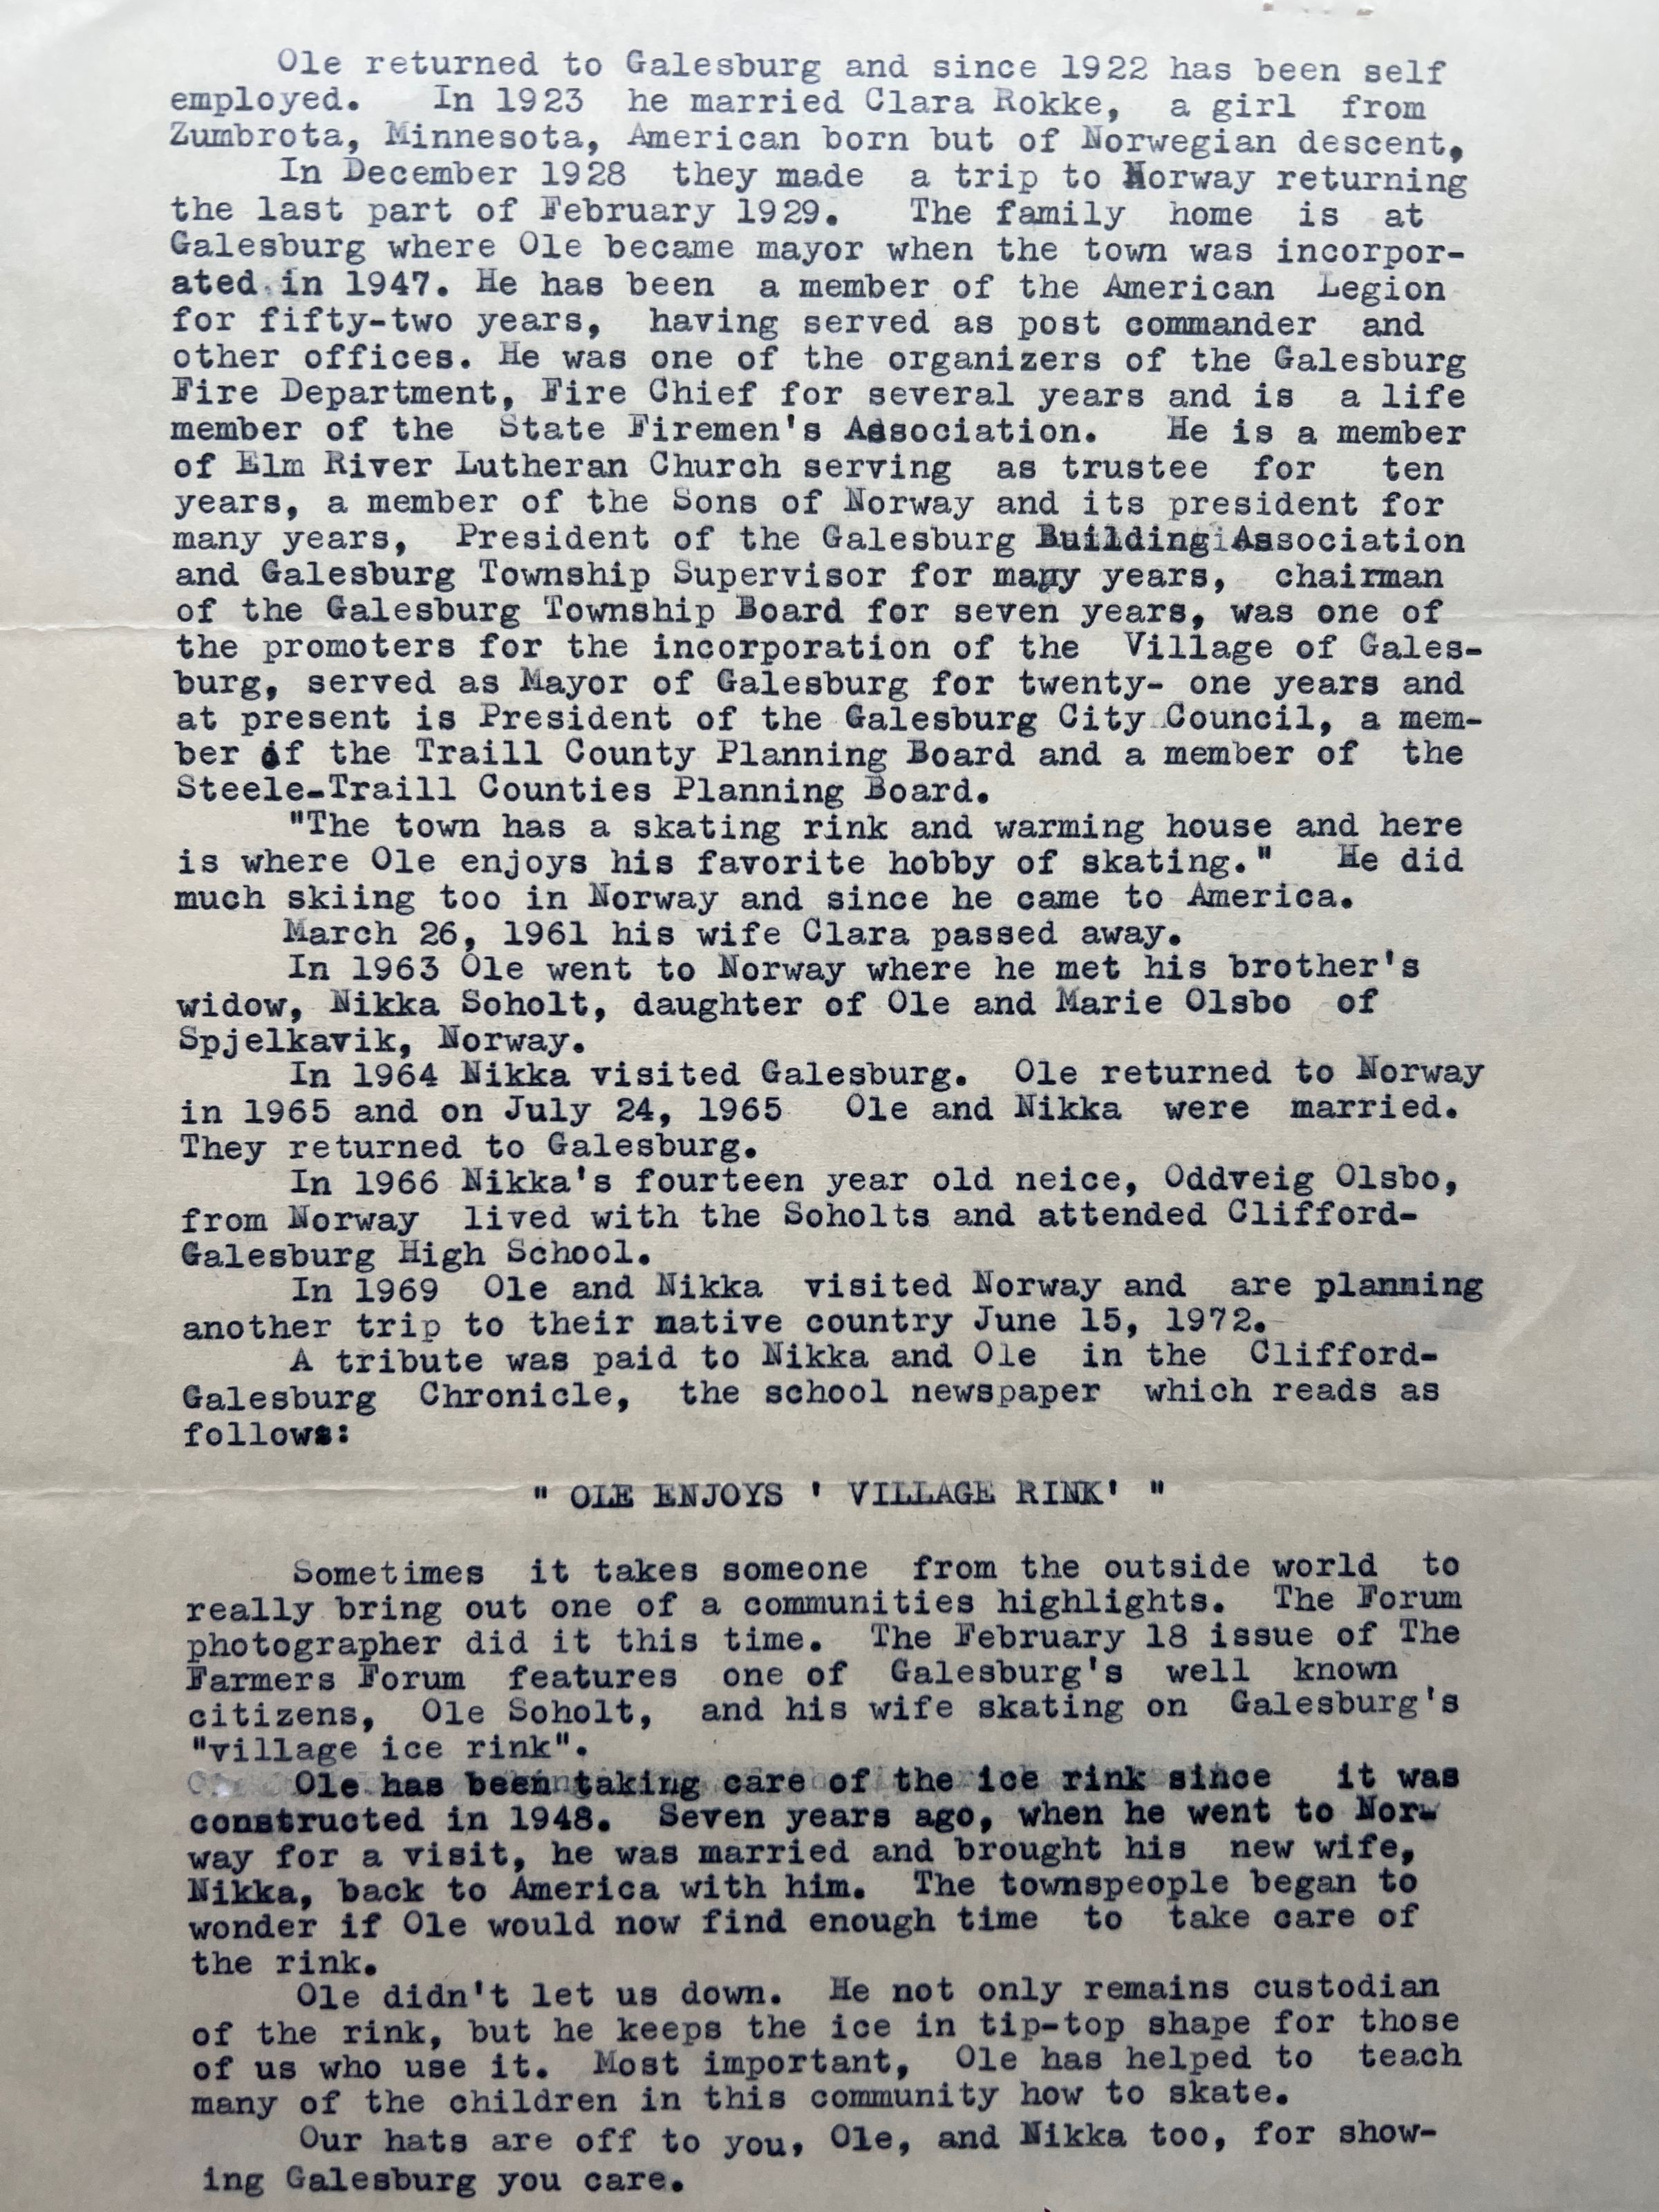 Ole returned to Galesburg and since 1922 has been self
employed. In 1923 he married Clara Rokke, a girl from
Zumbrota, Minnesota, American born but of Norwegian descent,
In December 1928 they made a trip to Norway returning
the last part of February 1929. The family home is at
Galesburg where Ole became mayor when the town was incorpor-
ated in 1947. He has been a member of the American Legion
for fifty-two years, having served as post commander and
other offices. He was one of the organizers of the Galesburg
Fire Department, Fire Chief for several years and is a life
member of the State Firemen's Association. He is a member
of Elm River Lutheran Church serving as trustee for ten
years, a member of the Sons of Norway and its president for
many years, President of the Galesburg Building Association
and Galesburg Township Supervisor for many years, chairman
of the Galesburg Township Board for seven years, was one of
the promoters for the incorporation of the Village of Gales-
burg, served as Mayor of Galesburg for twenty- one years and
at present is President of the Galesburg City Council, a mem-
ber of the Traill County Planning Board and a member of the
Steele-Traill Counties Planning Board.
"The town has a skating rink and warming house and here
is where Ole enjoys his favorite hobby of skating." He did
much skiing too in Norway and since he came to America.
March 26, 1961 his wife Clara passed away.
In 1963 Ole went to Norway where he met his brother's
widow, Nikka Soholt, daughter of Ole and Marie Olsbo of
Spjelkavik, Norway.
In 1964 Nikka visited Galesburg. Ole returned to Norway
in 1965 and on July 24, 1965 Ole and Nikka were married.
They returned to Galesburg.
In 1966 Nikka's fourteen year old neice, Oddveig Olsbo,
from Norway lived with the Soholts and attended Clifford-
Galesburg High School.
In 1969 Ole and Nikka visited Norway and are planning
another trip to their native country June 15, 1972.
A tribute was paid to Nikka and Ole in the Clifford-
Galesburg Chronicle, the school newspaper which reads as
follows:
" OLE ENJOYS ' VILLAGE RINK' "
Sometimes it takes someone from the outside world to
really bring out one of a communities highlights. The Forum
photographer did it this time. The February 18 issue of The
Farmers Forum features one of Galesburg's well known
citizens, Ole Soholt, and his wife skating on Galesburg's
"village ice rink".
Ole has been taking care of the ice rink since it was
constructed in 1948. Seven years ago, when he went to Nor-
way for a visit, he was married and brought his new wife,
Nikka, back to America with him. The townspeople began to
wonder if Ole would now find enough time to take care of
the rink.
Ole didn't let us down. He not only remains custodian
of the rink, but he keeps the ice in tip-top shape for those
of us who use it. Most important, Ole has helped to teach
many of the children in this community how to skate.
Our hats are off to you, Ole, and Nikka too, for show-
ing Galesburg you care.